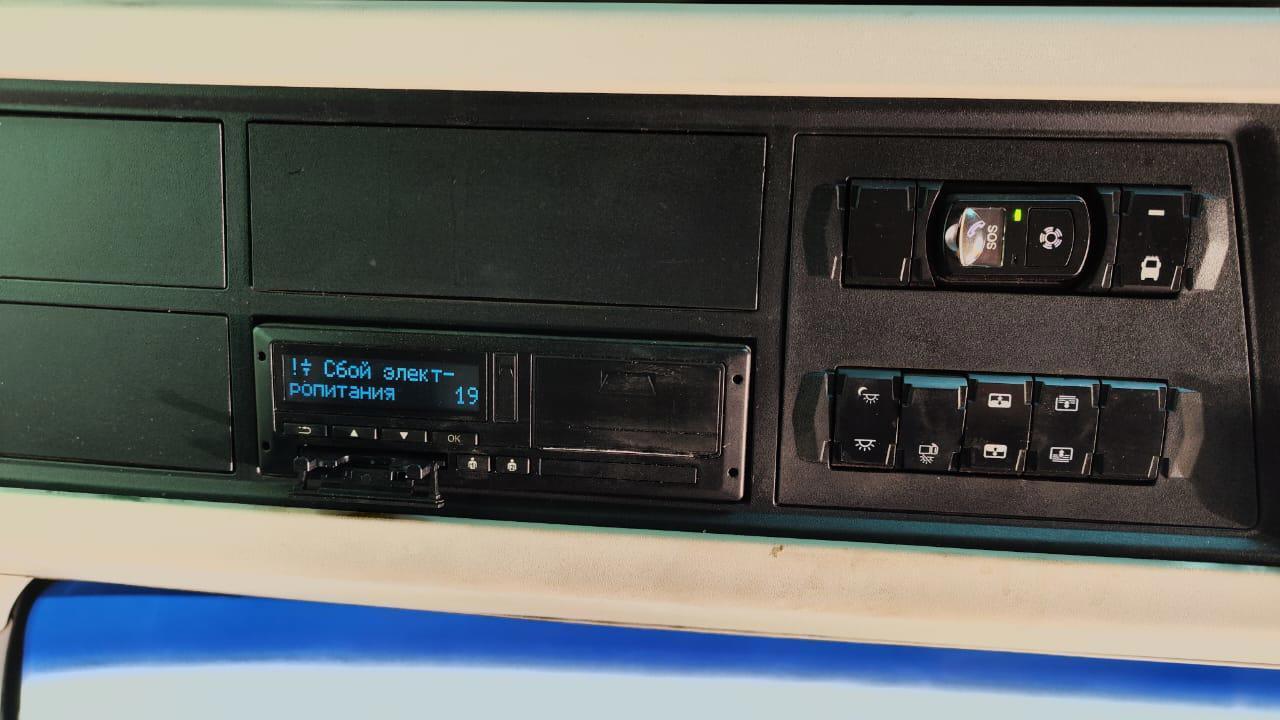 SOS
!⏚ Сбой элект-
ропитания 19
OK